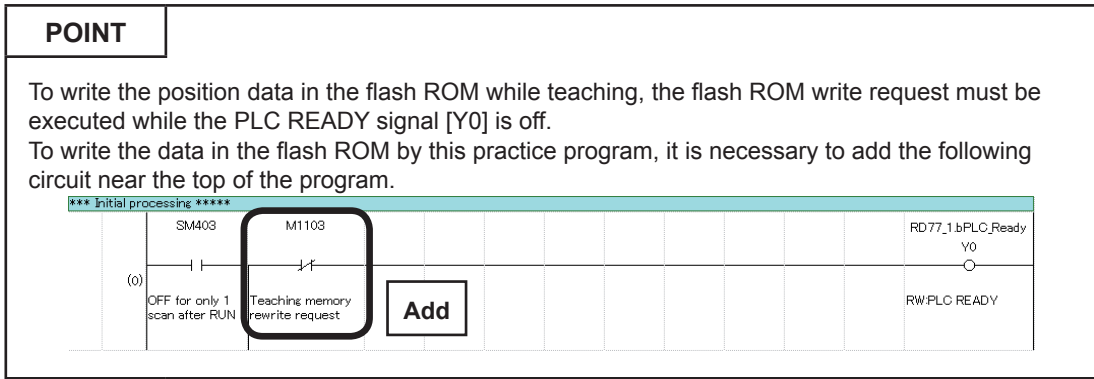 POINT
To write the position data in the flash ROM while teaching, the flash ROM write request must be
executed while the PLC READY signal [Y0] is off.
To write the data in the flash ROM by this practice program, it is necessary to add the following
circuit near the top of the program.
*** Initial processing *****
SM403 M1103 RD77_1.bPLC_Ready
Y0
(0)
OFF for only 1 Teaching memory RW:PLC READY
scan after RUN rewrite request
Add